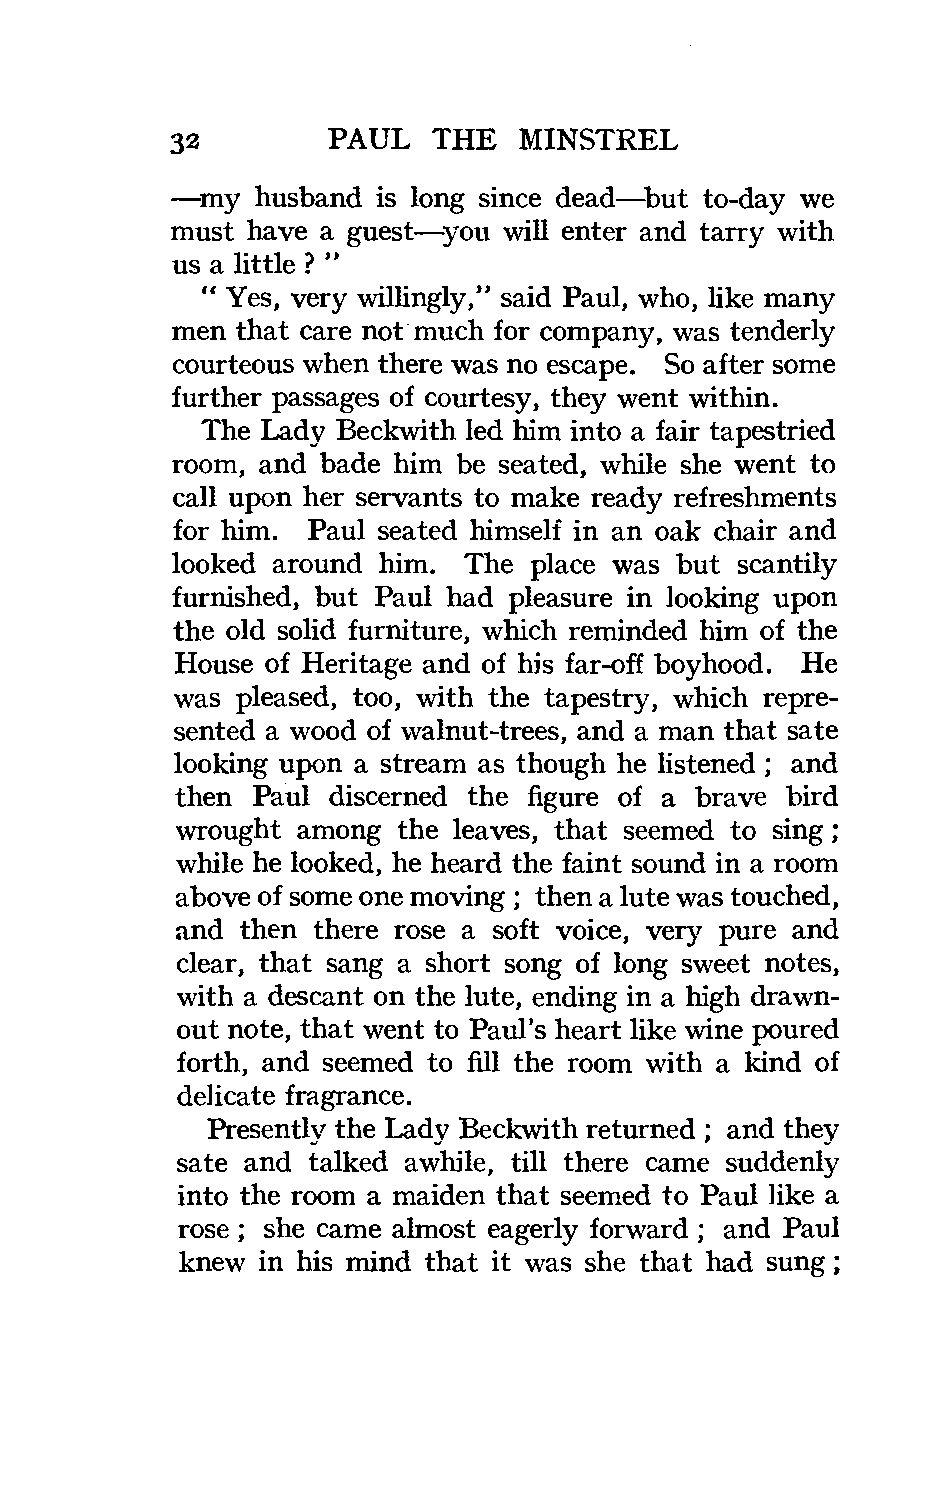 32 PAUL THE MINSTREL
—my husband is long since dead—but to-day we
must have a guest—you will enter and tarry with
us a little ? "
" Yes, very willingly," said Paul, who, like many
men that care not much for company, was tenderly
courteous when there was no escape. So after some
further passages of courtesy, they went within.
The Lady Beckwith led him into a fair tapestried
room, and bade him be seated, while she went to
call upon her servants to make ready refreshments
for him. Paul seated himself in an oak chair and
looked around him. The place was but scantily
furnished, but Paul had pleasure in looking upon
the old solid furniture, which reminded him of the
House of Heritage and of his far-off boyhood. He
was pleased, too, with the tapestry, which repre-
sented a wood of walnut-trees, and a man that sate
looking upon a stream as though he listened ; and
then Paul discerned the figure of a brave bird
wrought among the leaves, that seemed to sing ;
while he looked, he heard the faint sound in a room
above of some one moving ; then a lute was touched,
and then there rose a soft voice, very pure and
clear, that sang a short song of long sweet notes,
with a descant on the lute, ending in a high drawn-
out note, that went to Paul's heart like wine poured
forth, and seemed to fill the room with a kind of
delicate fragrance.
Presently the Lady Beckwith returned ; and they
sate and talked awhile, till there came suddenly
into the room a maiden that seemed to Paul like a
rose ; she came almost eagerly forward ; and Paul
knew in his mind that it was she that had sung ;